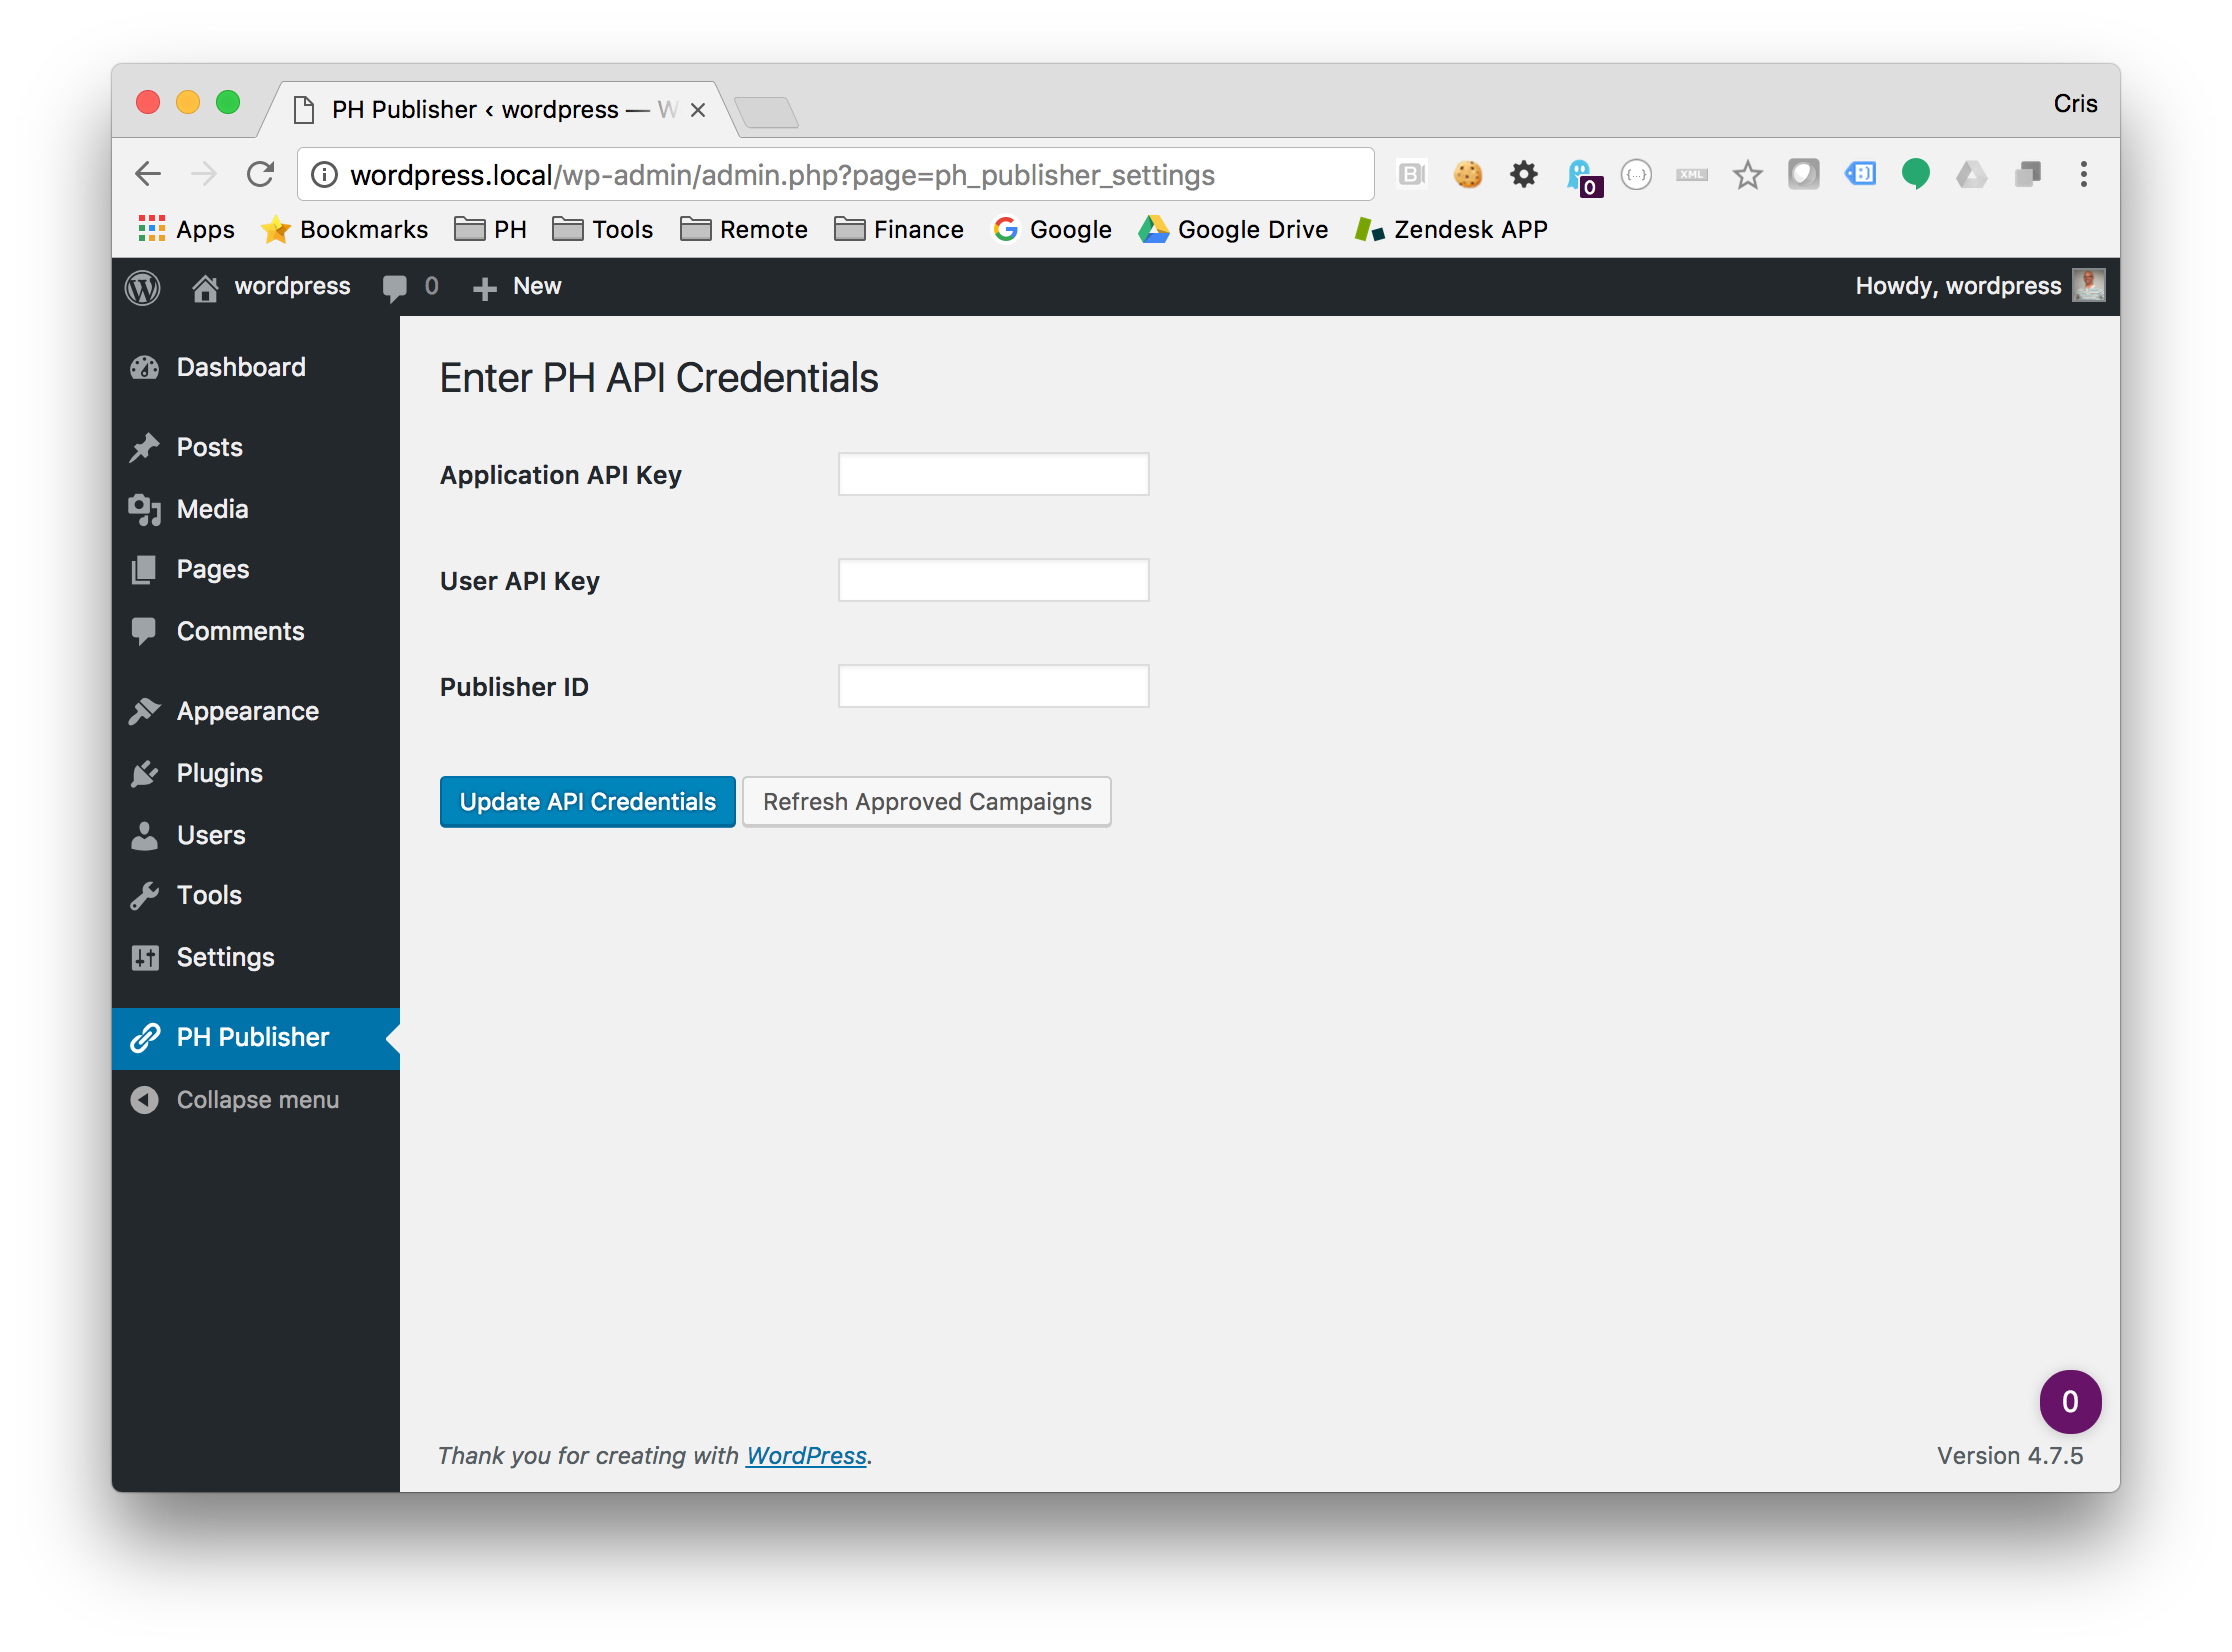 PH Publisher ‹ wordpress — W
Cris
wordpress.local/wp-admin/admin.php?page=ph_publisher_settings
B
0
{...}
XML
B
Apps Bookmarks PH Tools Remote Finance Google Google Drive Zendesk APP
wordpress 0 New
Howdy, wordpress
Dashboard
Posts
Media
Pages
Comments
Appearance
Plugins
Users
Tools
Settings
PH Publisher
Collapse menu
Enter PH API Credentials
Application API Key
User API Key
Publisher ID
Update API Credentials Refresh Approved Campaigns
0
Thank you for creating with WordPress.
Version 4.7.5